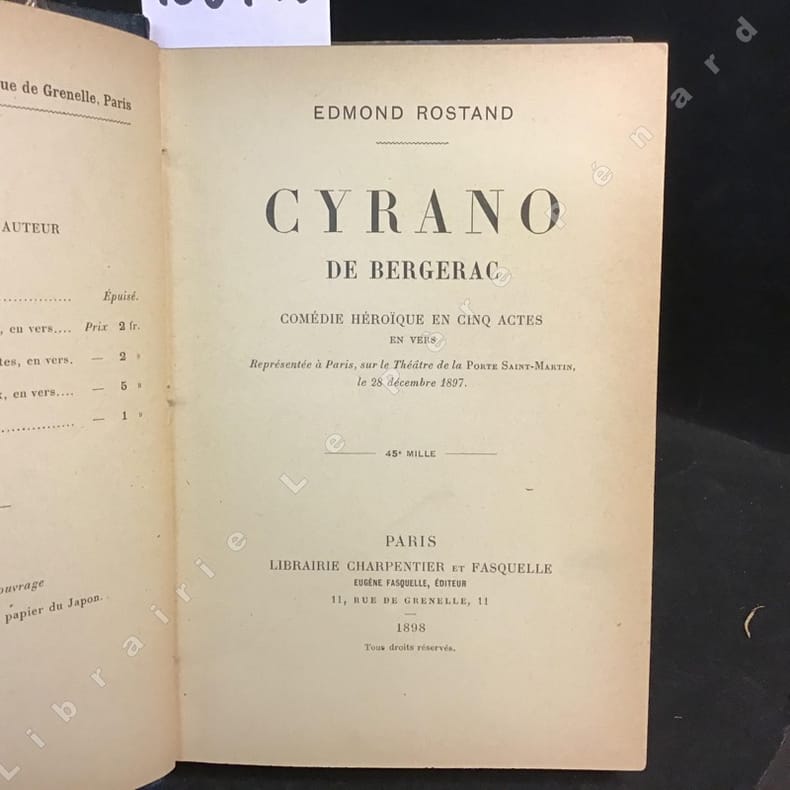 ue de Grenelle, Paris
AUTEUR
Épuisé.
, en vers.... Prix 2 fr.
tes, en vers. — 2 »
x, en vers.... — 5 »
— 1 »
ouvrage
papier du Japon.
EDMOND ROSTAND
CYRANO
DE BERGERAC
COMÉDIE HÉROÏQUE EN CINQ ACTES
EN VERS
Représentée à Paris, sur le Théâtre de la PORTE SAINT-MARTIN,
le 28 décembre 1897.
45e MILLE
PARIS
LIBRAIRIE CHARPENTIER ET FASQUELLE
EUGÈNE FASQUELLE, ÉDITEUR
11, RUE DE GRENELLE, 11
1898
Tous droits réservés.
Librairie Le Père Pénard